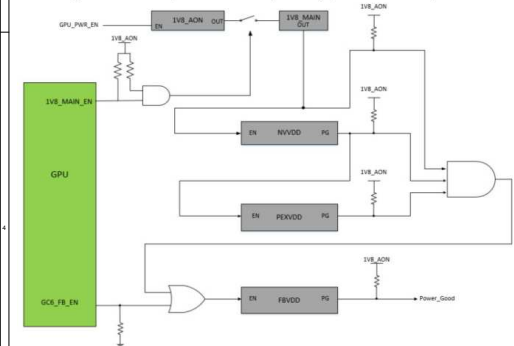 1V8_AON
GPU_PWR_EN
EN
1V8_AON
OUT
1V8_MAIN
OUT
1V8_AON
1V8_MAIN_EN
1V8_AON
EN
NVVDD
PG
GPU
1V8_AON
EN
PEXVDD
PG
4
1V8_AON
GC6_FB_EN
EN
FBVDD
PG
Power_Good